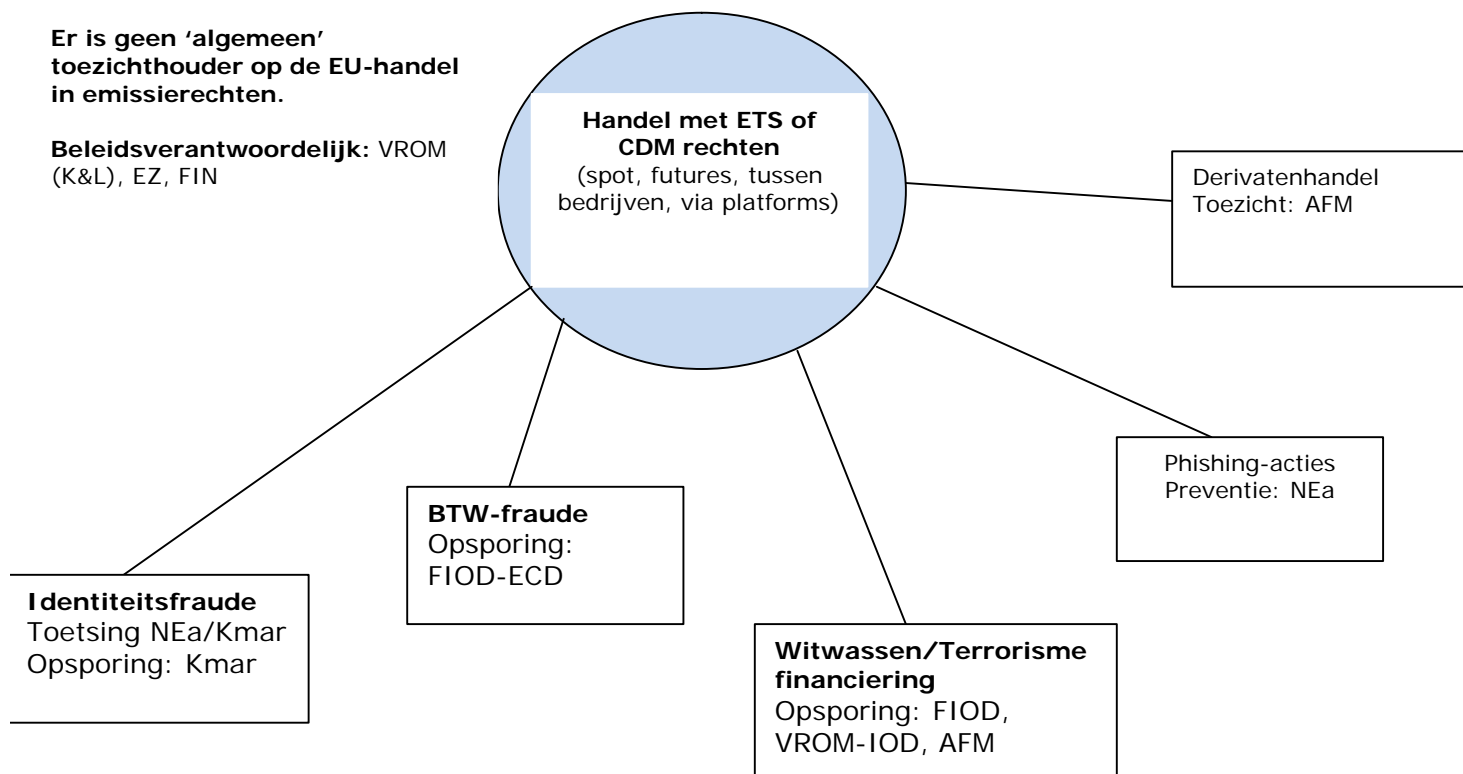 Er is geen ‘algemeen’
toezichthouder op de EU-handel
in emissierechten.
Beleidsverantwoordelijk: VROM
(K&L), EZ, FIN
Handel met ETS of
CDM rechten
(spot, futures, tussen
bedrijven, via platforms)
Derivatenhandel
Toezicht: AFM
Phishing-acties
Preventie: NEa
BTW-fraude
Opsporing:
FIOD-ECD
Identiteitsfraude
Toetsing NEa/Kmar
Opsporing: Kmar
Witwassen/Terrorisme
financiering
Opsporing: FIOD,
VROM-IOD, AFM